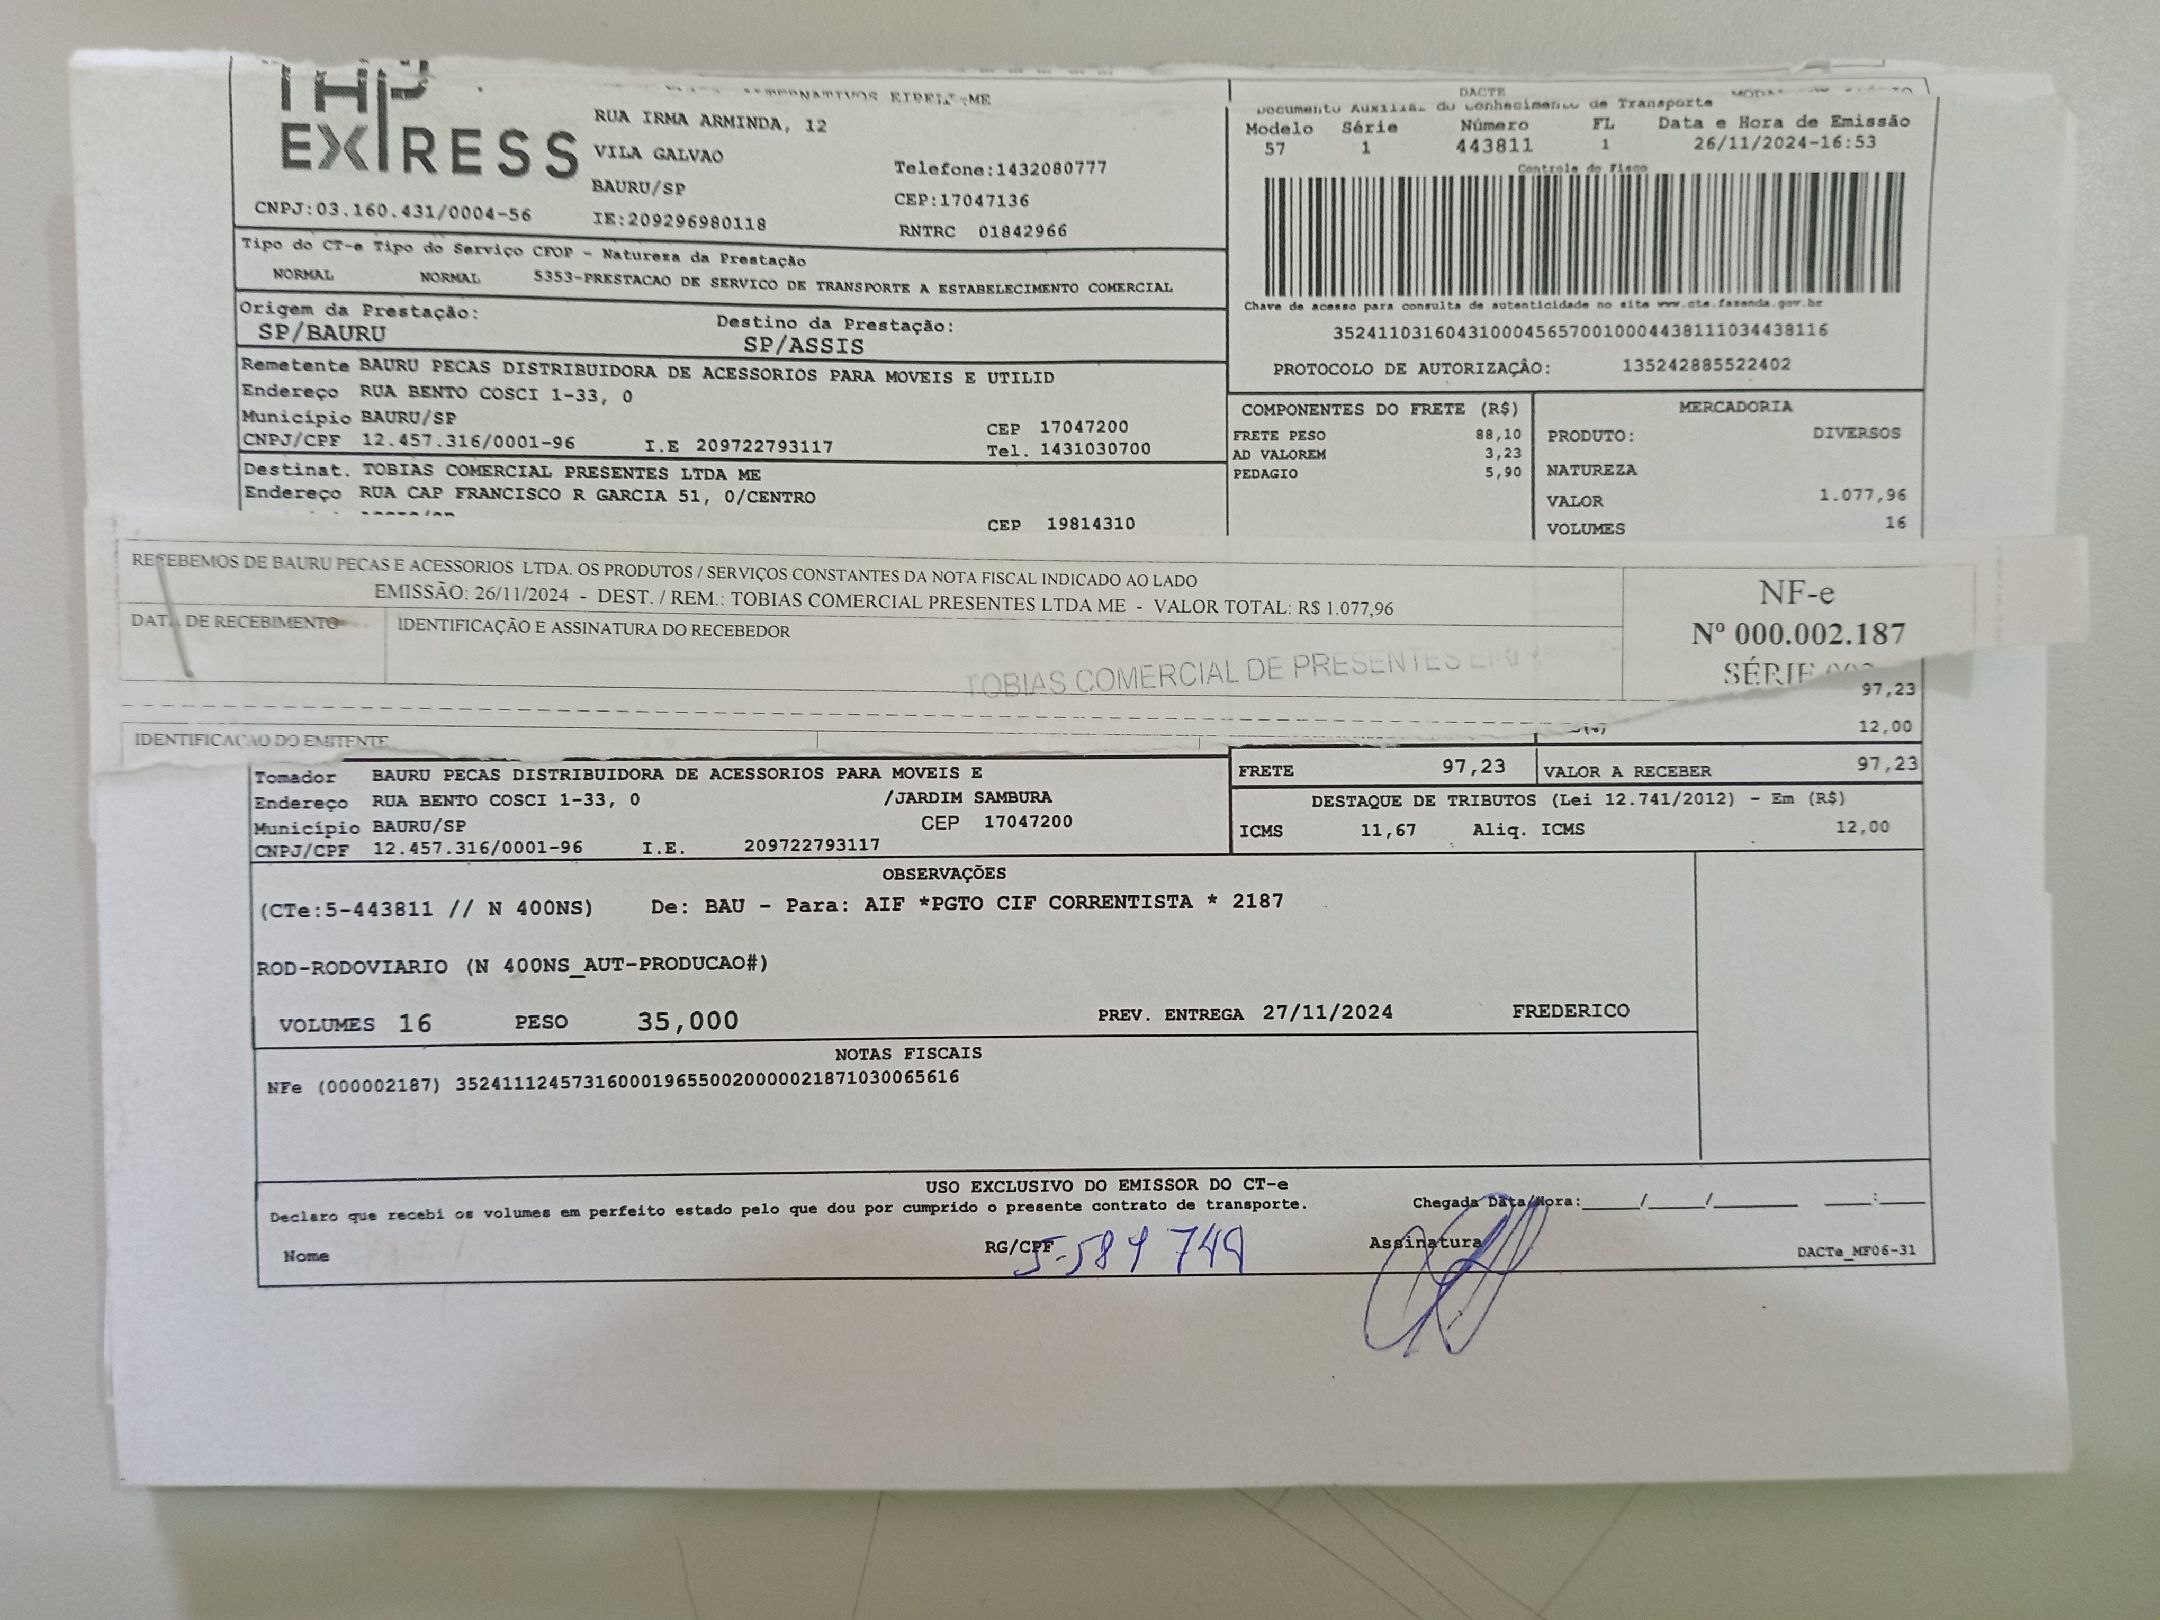 THP
EXPRESS
RUA IRMA ARMINDA, 12
VILA GALVAO
BAURU/SP
Telefone:1432080777
CEP:17047136
CNPJ:03.160.431/0004-56
IE:209296980118
RNTRC 01842966
DACTE
Documento Auxiliar do Conhecimento de Transporte
Modelo Série Número FL Data e Hora de Emissão
57 1 443811 1 26/11/2024-16:53
Controle do Fisco
Chave de acesso para consulta de autenticidade no site www.cte.fazenda.gov.br
35241103160431000456570010004438111034438116
PROTOCOLO DE AUTORIZAÇÂO: 135242885522402
Tipo do CT-e Tipo do Serviço CFOP - Natureza da Prestação
NORMAL NORMAL 5353-PRESTACAO DE SERVICO DE TRANSPORTE A ESTABELECIMENTO COMERCIAL
Origem da Prestação: Destino da Prestação:
SP/BAURU SP/ASSIS
Remetente BAURU PECAS DISTRIBUIDORA DE ACESSORIOS PARA MOVEIS E UTILID
Endereço RUA BENTO COSCI 1-33, 0
Município BAURU/SP CEP 17047200
CNPJ/CPF 12.457.316/0001-96 I.E 209722793117 Tel. 1431030700
Destinat. TOBIAS COMERCIAL PRESENTES LTDA ME
Endereço RUA CAP FRANCISCO R GARCIA 51, 0/CENTRO
CEP 19814310
COMPONENTES DO FRETE (R$)
FRETE PESO 88,10
AD VALOREM 3,23
PEDAGIO 5,90
MERCADORIA
PRODUTO: DIVERSOS
NATUREZA
VALOR 1.077,96
VOLUMES 16
RECEBEMOS DE BAURU PECAS E ACESSORIOS LTDA. OS PRODUTOS / SERVIÇOS CONSTANTES DA NOTA FISCAL INDICADO AO LADO
EMISSÃO: 26/11/2024 - DEST. / REM.: TOBIAS COMERCIAL PRESENTES LTDA ME - VALOR TOTAL: R$ 1.077,96
DATA DE RECEBIMENTO
IDENTIFICAÇÃO E ASSINATURA DO RECEBEDOR
TOBIAS COMERCIAL DE PRESENTES
NF-e
Nº 000.002.187
SÉRIE
97,23
12,00
IDENTIFICACAO DO EMITENTE
Tomador BAURU PECAS DISTRIBUIDORA DE ACESSORIOS PARA MOVEIS E
Endereço RUA BENTO COSCI 1-33, 0 /JARDIM SAMBURA
Município BAURU/SP CEP 17047200
CNPJ/CPF 12.457.316/0001-96 I.E. 209722793117
FRETE 97,23 VALOR A RECEBER 97,23
DESTAQUE DE TRIBUTOS (Lei 12.741/2012) - Em (R$)
ICMS 11,67 Aliq. ICMS 12,00
OBSERVAÇÕES
(CTe:5-443811 // N 400NS) De: BAU - Para: AIF *PGTO CIF CORRENTISTA * 2187
ROD-RODOVIARIO (N 400NS_AUT-PRODUCAO#)
VOLUMES 16 PESO 35,000 PREV. ENTREGA 27/11/2024 FREDERICO
NOTAS FISCAIS
NFe (000002187) 35241112457316000196550020000021871030065616
USO EXCLUSIVO DO EMISSOR DO CT-e
Declaro que recebi os volumes em perfeito estado pelo que dou por cumprido o presente contrato de transporte.
Chegada Data/Hora:____/____/______ ___:___
Nome RG/CPF Assinatura DACTe_MF06-31